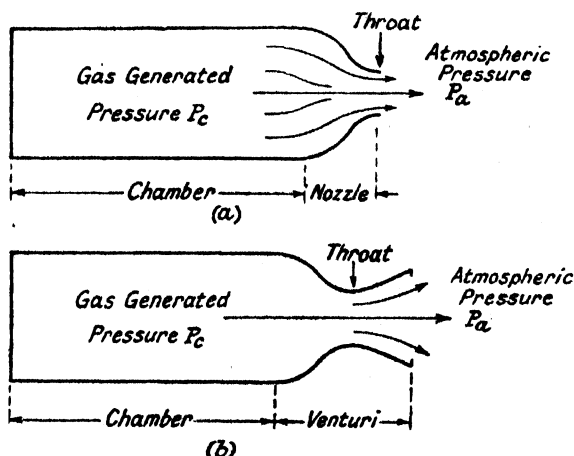 Throat
Gas Generated
Pressure Pc
Atmospheric
Pressure
Pa
Chamber
Nozzle
(a)
Throat
Gas Generated
Pressure Pc
Atmospheric
Pressure
Pa
Chamber
Venturi
(b)